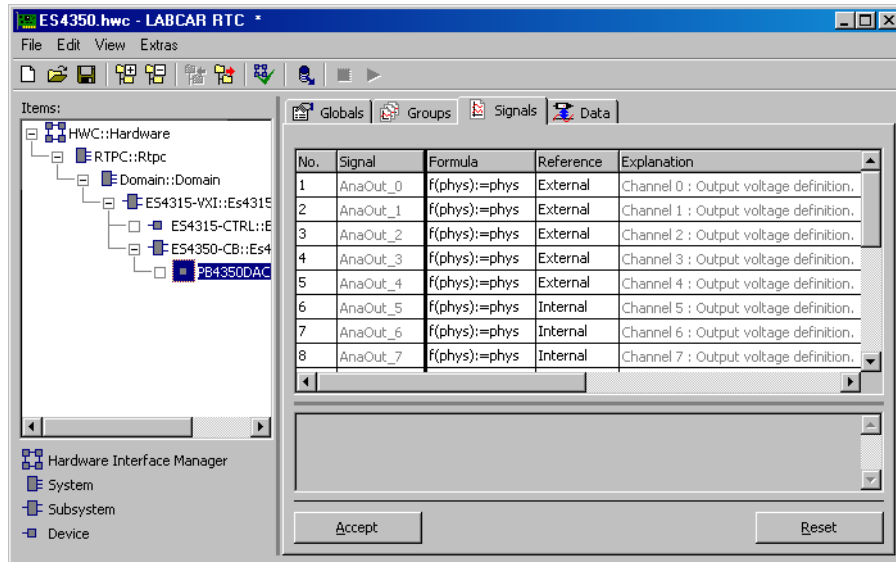 ES4350.hwc - LABCAR RTC *
File Edit View Extras
Items:
HWC::Hardware
RTPC::Rtpc
Domain::Domain
ES4315-VXI::Es4315
ES4315-CTRL::E
ES4350-CB::Es4
PB4350DAC
Hardware Interface Manager
System
Subsystem
Device
Globals Groups Signals Data
No. Signal Formula Reference Explanation
1 AnaOut_0 f(phys):=phys External Channel 0 : Output voltage definition.
2 AnaOut_1 f(phys):=phys External Channel 1 : Output voltage definition.
3 AnaOut_2 f(phys):=phys External Channel 2 : Output voltage definition.
4 AnaOut_3 f(phys):=phys External Channel 3 : Output voltage definition.
5 AnaOut_4 f(phys):=phys External Channel 4 : Output voltage definition.
6 AnaOut_5 f(phys):=phys Internal Channel 5 : Output voltage definition.
7 AnaOut_6 f(phys):=phys Internal Channel 6 : Output voltage definition.
8 AnaOut_7 f(phys):=phys Internal Channel 7 : Output voltage definition.
Accept Reset